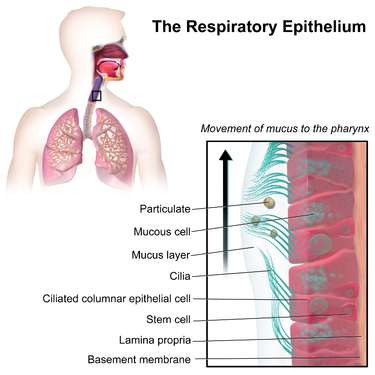 The Respiratory Epithelium
Movement of mucus to the pharynx
Particulate
Mucous cell
Mucus layer
Cilia
Ciliated columnar epithelial cell
Stem cell
Lamina propria
Basement membrane